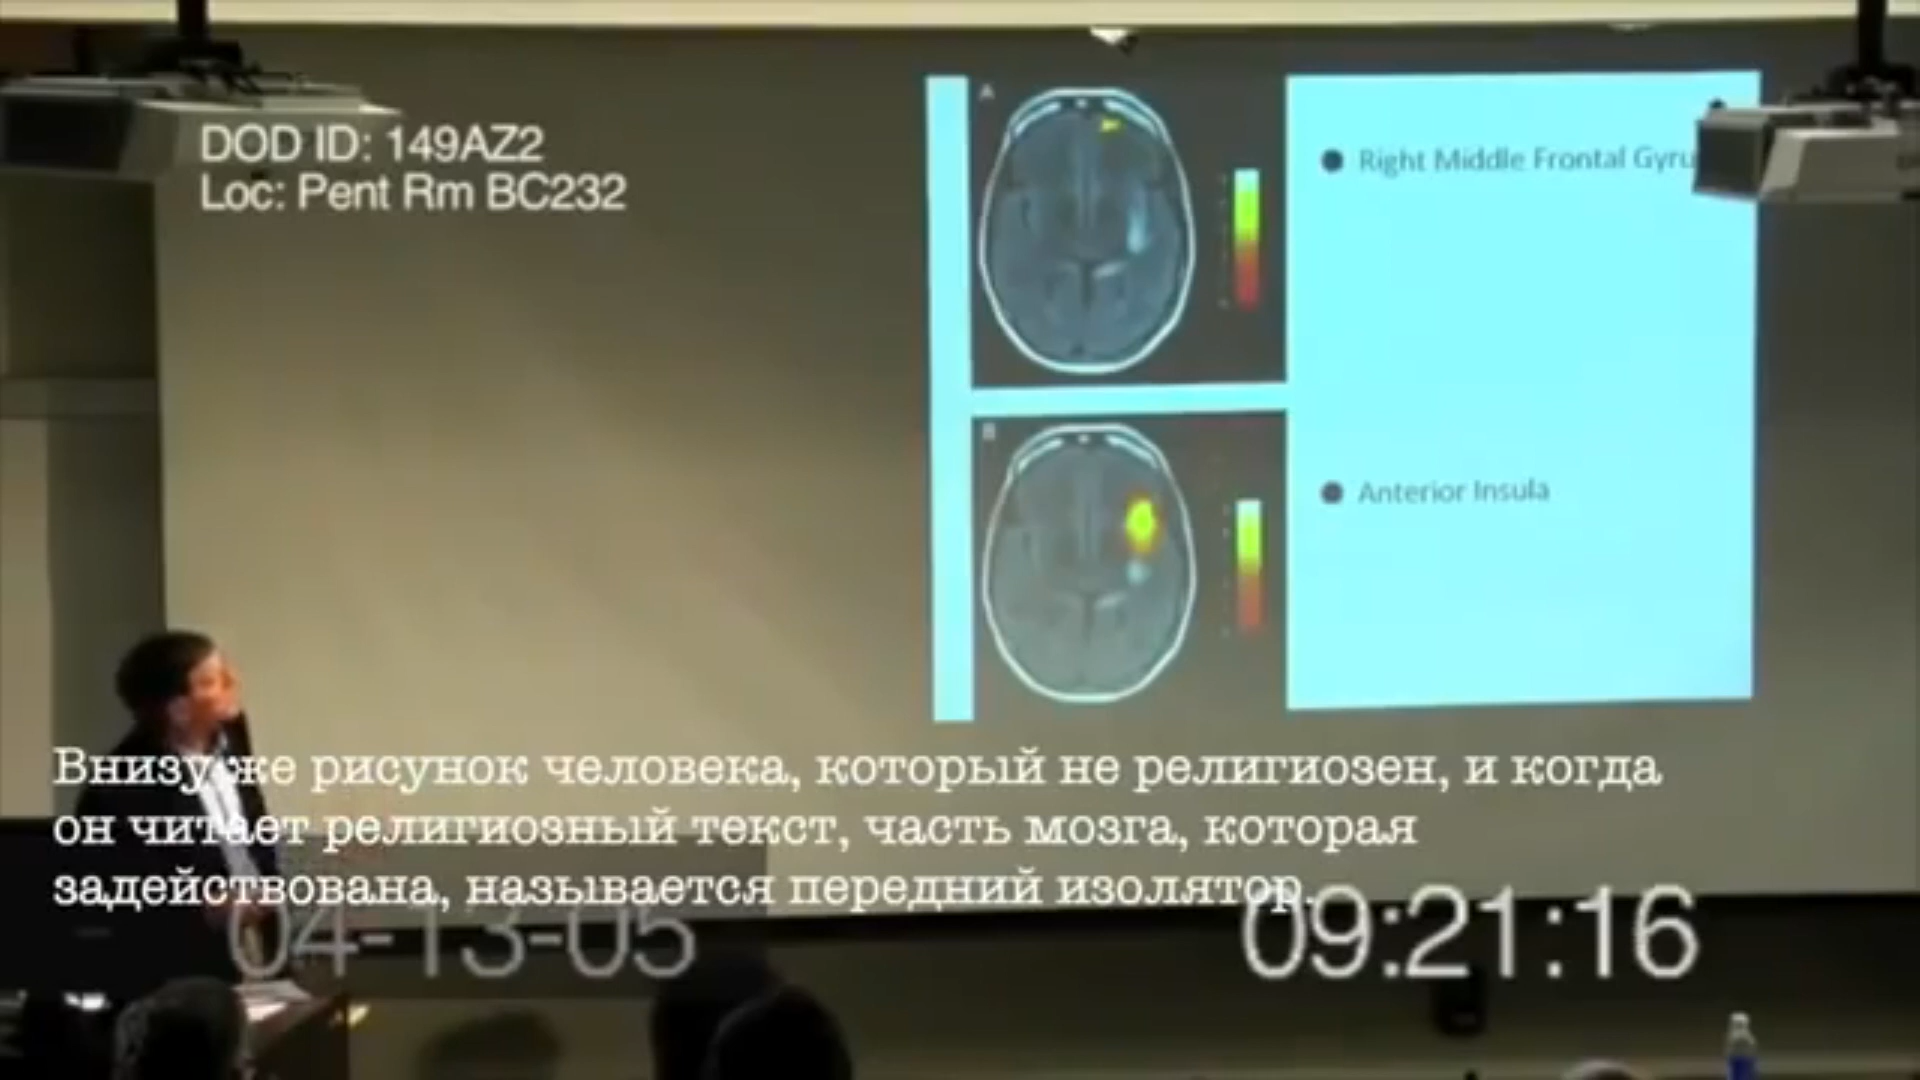 DOD ID: 149AZ2
Loc: Pent Rm BC232
A
Right Middle Frontal Gyru
B
Anterior Insula
Внизу же рисунок человека, который не религиозен, и когда
он читает религиозный текст, часть мозга, которая
задействована, называется передний изолятор.
04-13-05
09:21:16